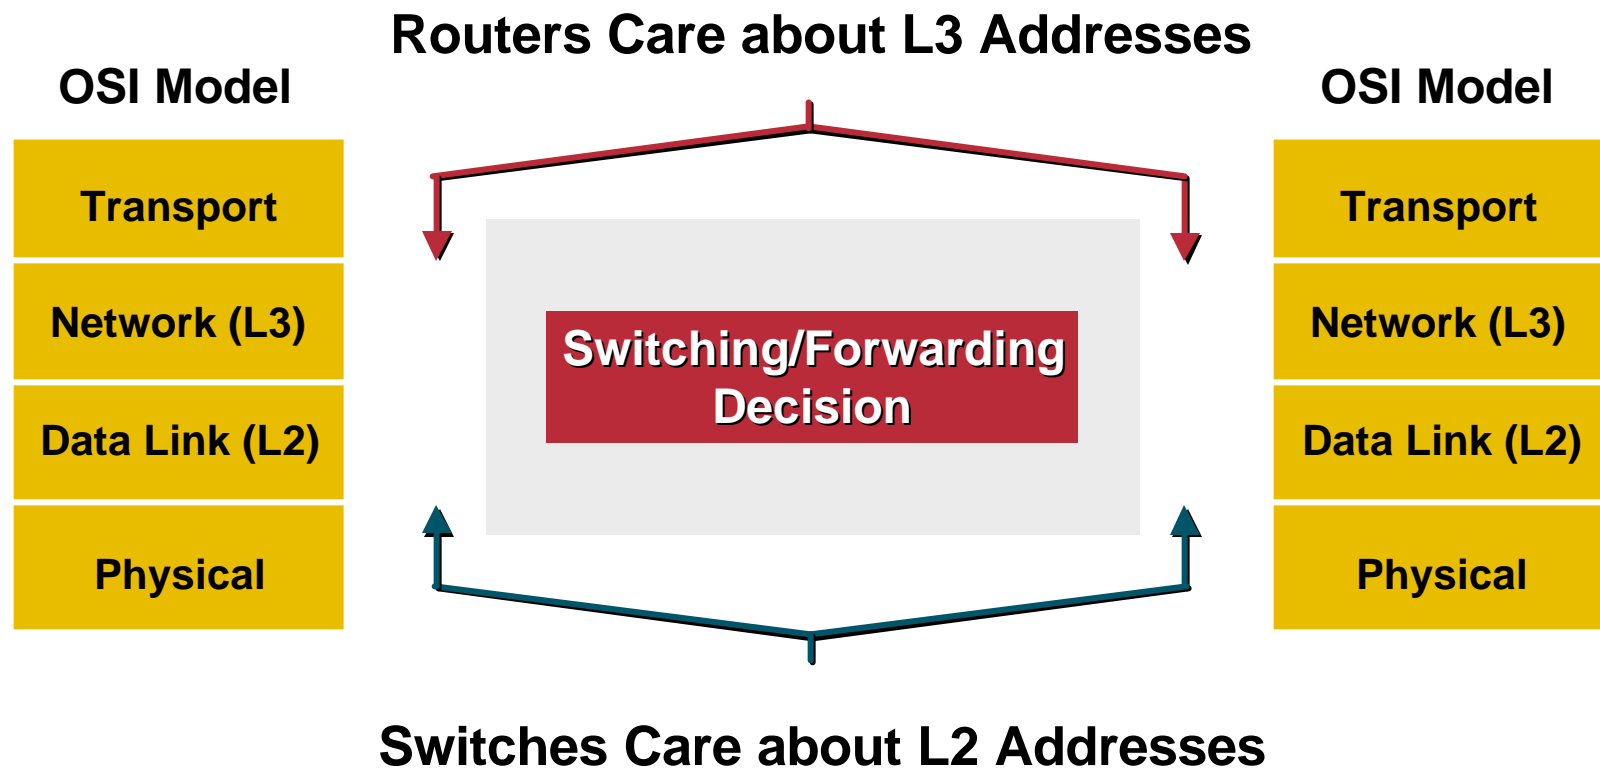 Routers Care about L3 Addresses
OSI Model
Transport
Network (L3)
Data Link (L2)
Physical
Switching/Forwarding
Decision
OSI Model
Transport
Network (L3)
Data Link (L2)
Physical
Switches Care about L2 Addresses